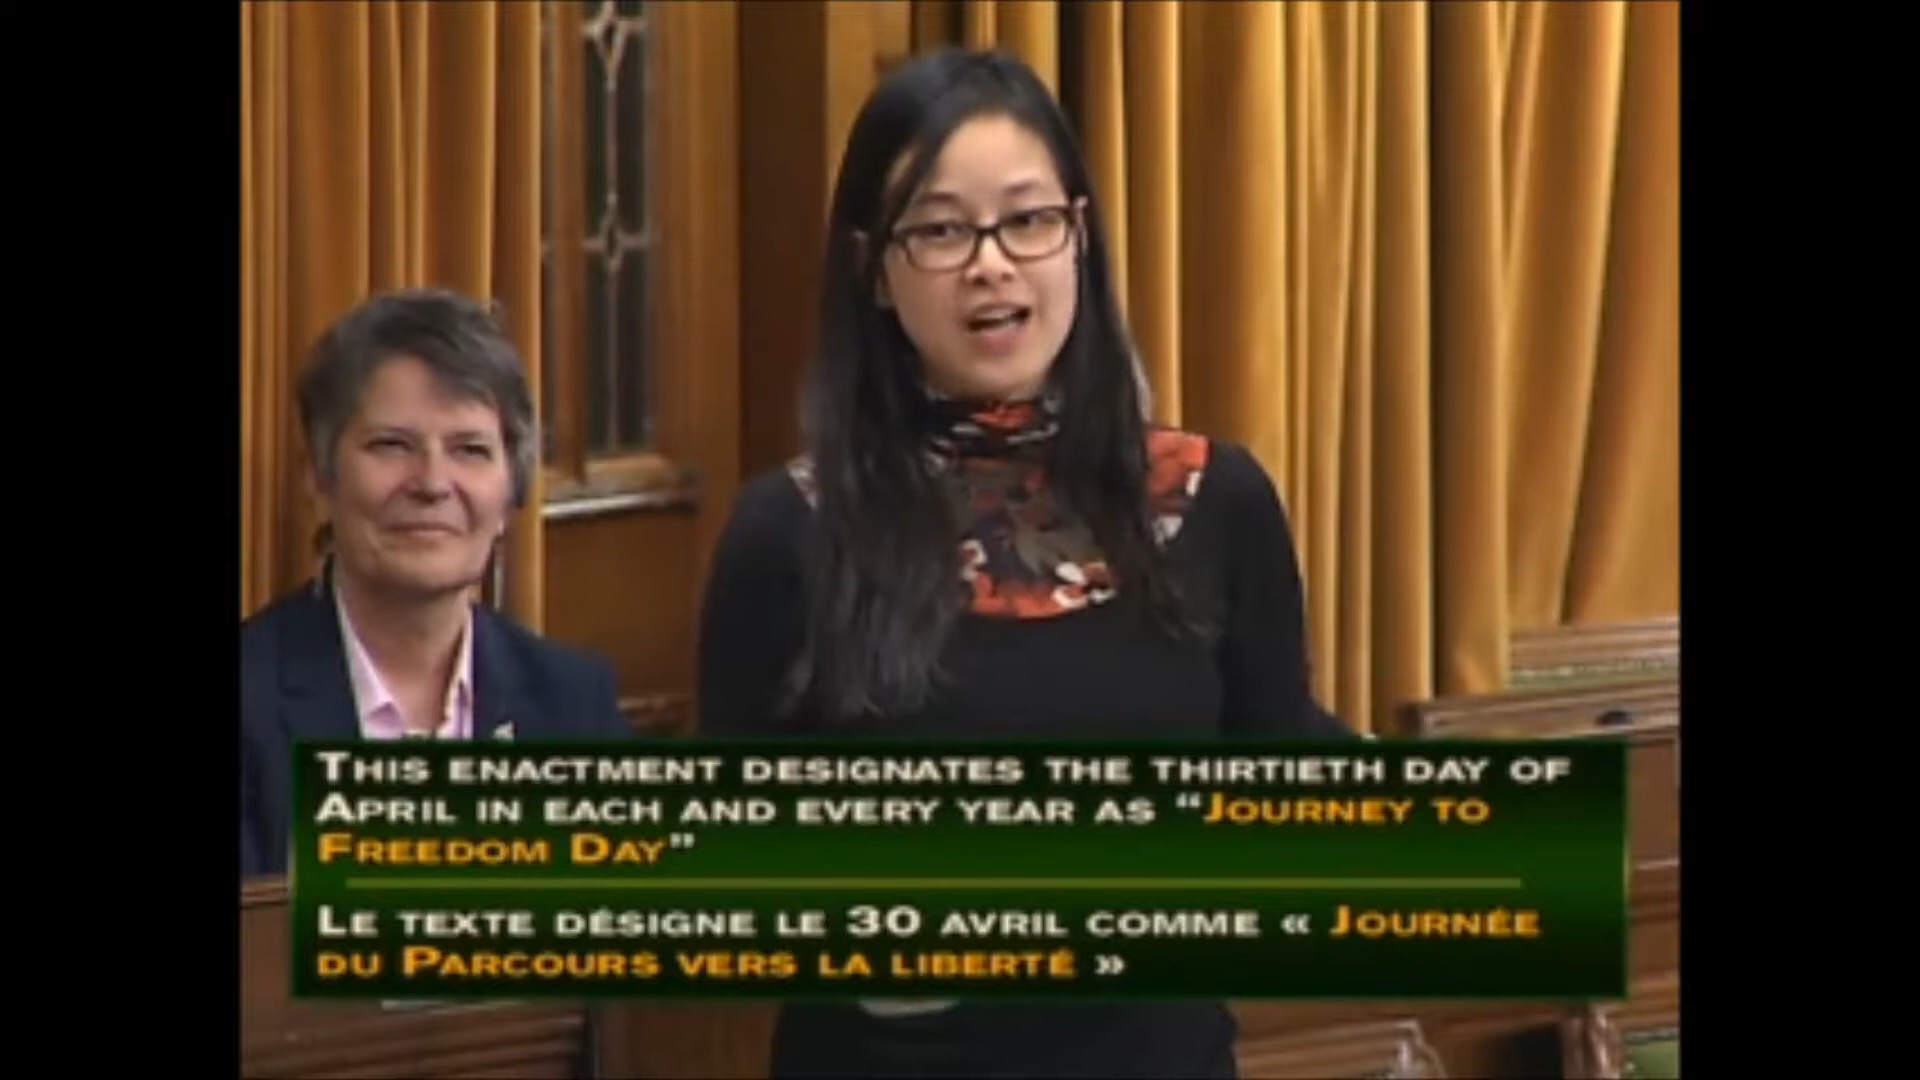 THIS ENACTMENT DESIGNATES THE THIRTIETH DAY OF
APRIL IN EACH AND EVERY YEAR AS “JOURNEY TO
FREEDOM DAY”
LE TEXTE DÉSIGNE LE 30 AVRIL COMME « JOURNÉE
DU PARCOURS VERS LA LIBERTÉ »